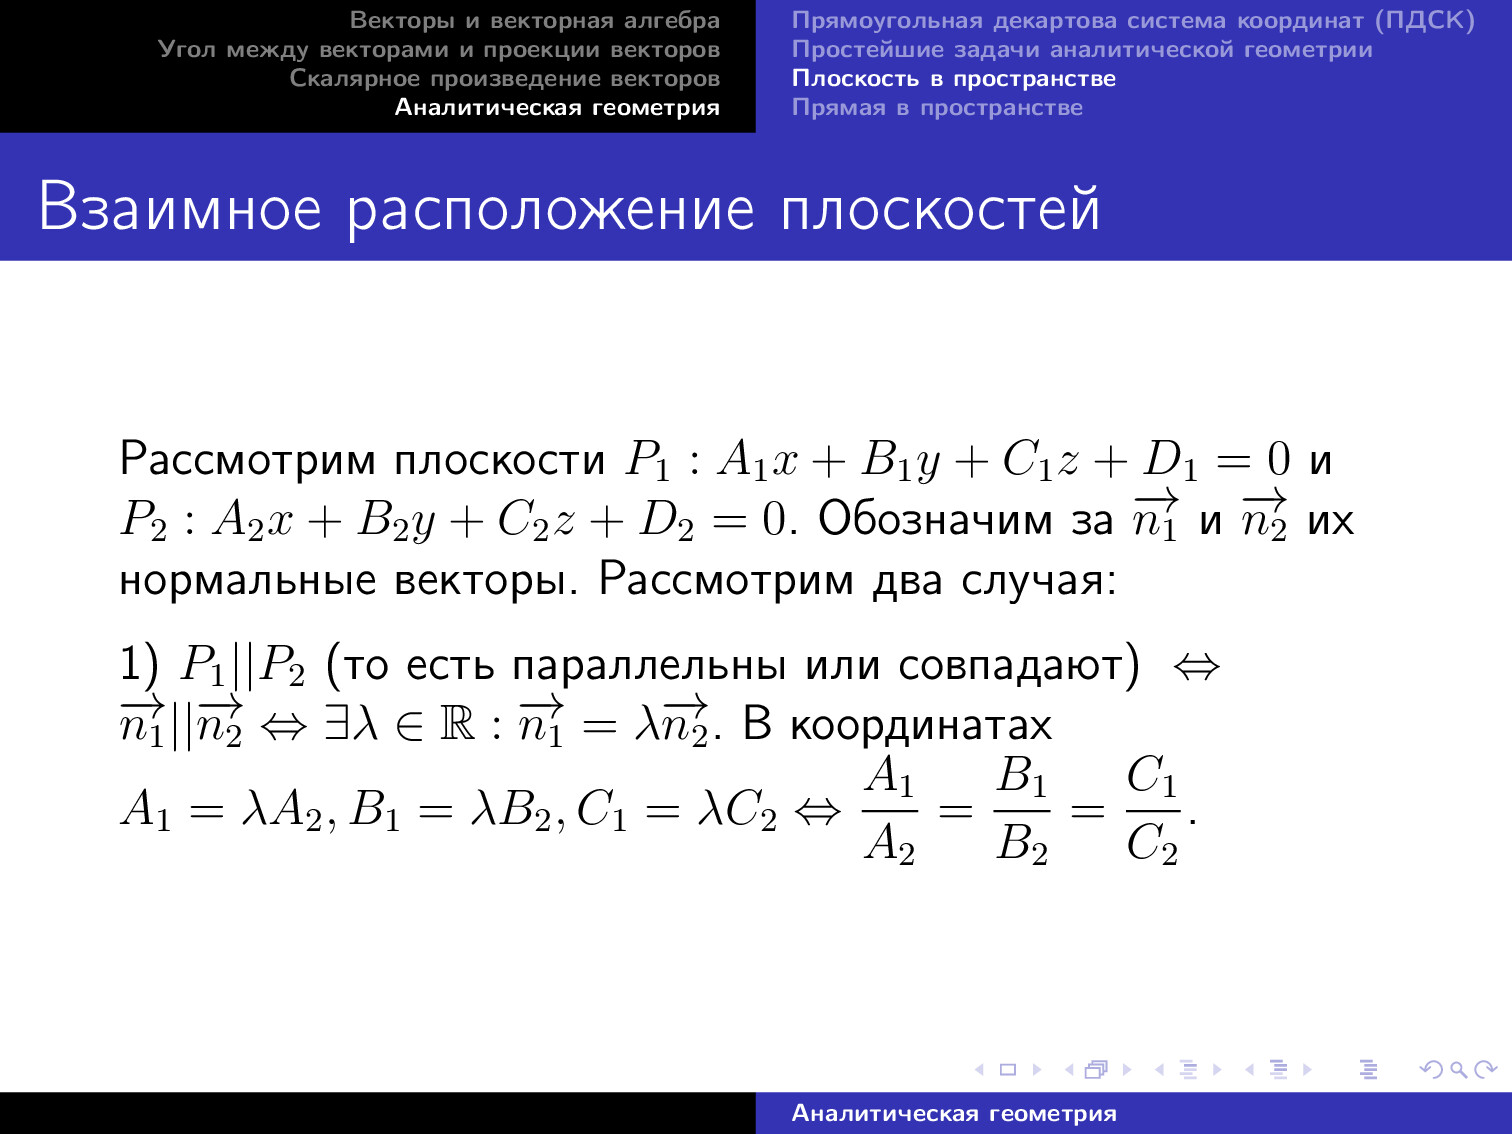 Векторы и векторная алгебра
Угол между векторами и проекции векторов
Скалярное произведение векторов
Аналитическая геометрия
Прямоугольная декартова система координат (ПДСК)
Простейшие задачи аналитической геометрии
Плоскость в пространстве
Прямая в пространстве
Взаимное расположение плоскостей
Рассмотрим плоскости $P_1 : A_1x + B_1y + C_1z + D_1 = 0$ и
$P_2 : A_2x + B_2y + C_2z + D_2 = 0$. Обозначим за $\overrightarrow{n_1}$ и $\overrightarrow{n_2}$ их
нормальные векторы. Рассмотрим два случая:
1) $P_1||P_2$ (то есть параллельны или совпадают) $\Leftrightarrow$
$\overrightarrow{n_1}||\overrightarrow{n_2} \Leftrightarrow \exists\lambda \in \mathbb{R} : \overrightarrow{n_1} = \lambda\overrightarrow{n_2}$. В координатах
$A_1 = \lambda A_2, B_1 = \lambda B_2, C_1 = \lambda C_2 \Leftrightarrow \dfrac{A_1}{A_2} = \dfrac{B_1}{B_2} = \dfrac{C_1}{C_2}$.
Аналитическая геометрия